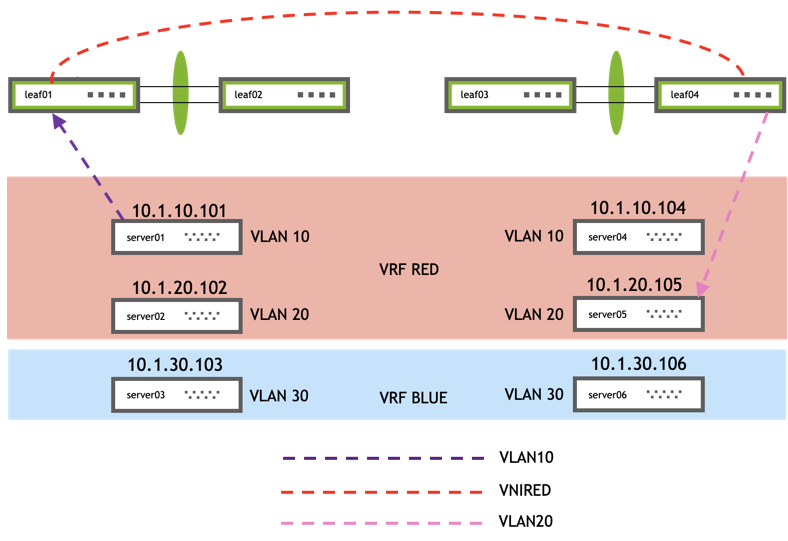 leaf01
leaf02
leaf03
leaf04
10.1.10.101
10.1.10.104
server01
VLAN 10
VLAN 10
server04
VRF RED
10.1.20.102
10.1.20.105
server02
VLAN 20
VLAN 20
server05
10.1.30.103
10.1.30.106
server03
VLAN 30
VRF BLUE
VLAN 30
server06
VLAN10
VNIRED
VLAN20